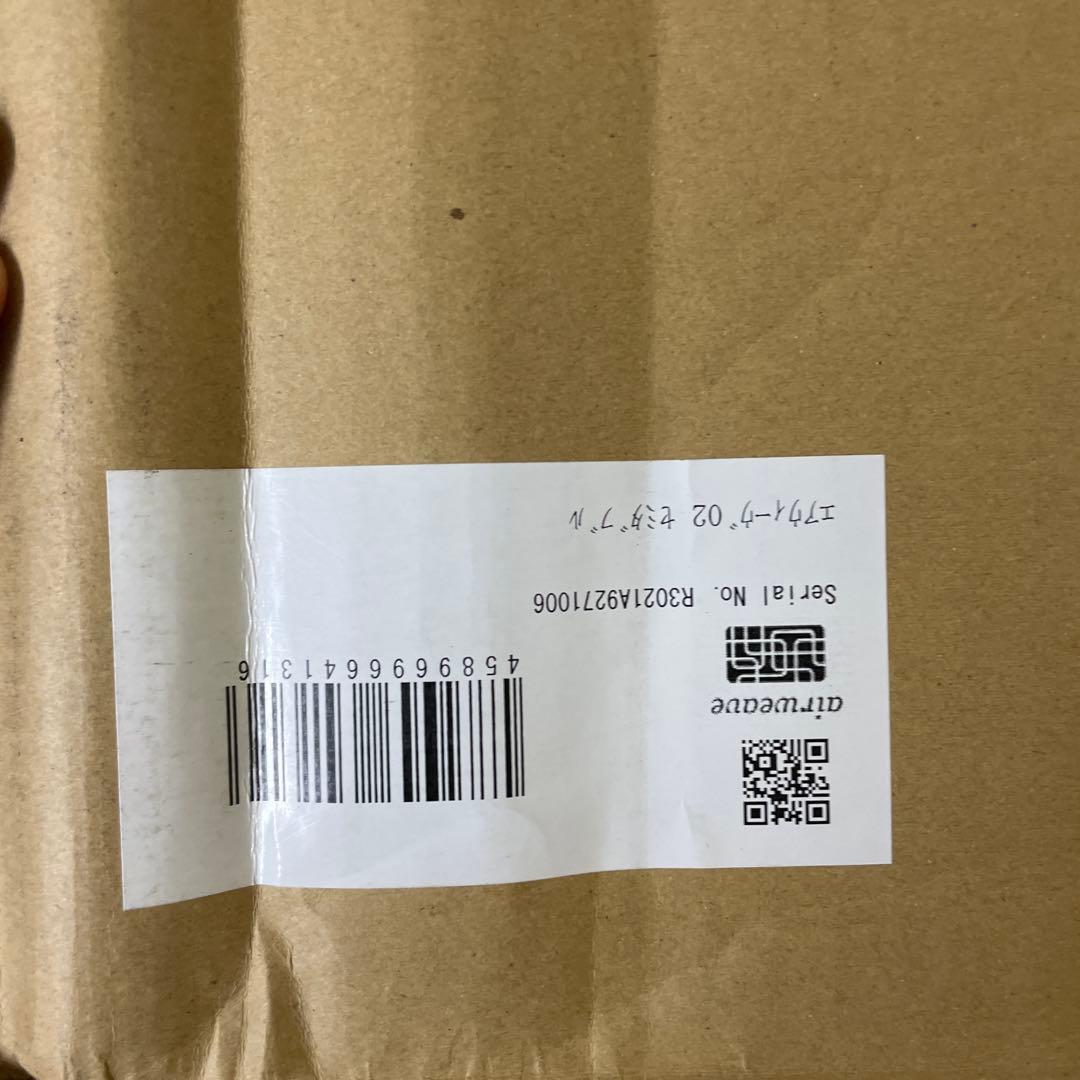 airweave
4589696641316
Serial No. R3021A9271006
ｴｱｳｨｰｳﾞ02 ｾﾐﾀﾞﾌﾞﾙ